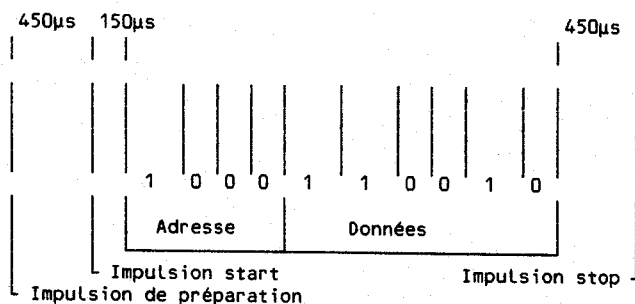 450µs 150µs 450µs
1 0 0 0 1 1 0 0 1 0
Adresse Données
Impulsion start Impulsion stop
Impulsion de préparation